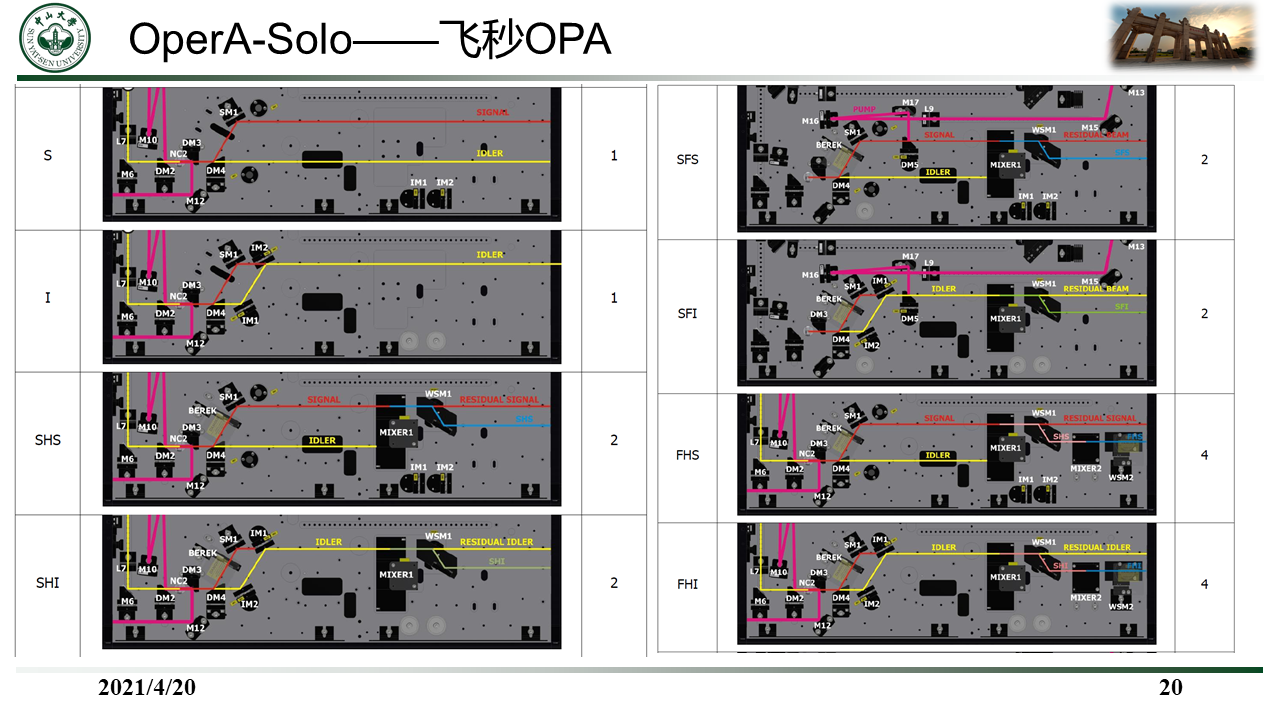 OperA-Solo——飞秒OPA
中山大学
SUN YAT-SEN UNIVERSITY
S
SM1
SIGNAL
L7
M10
DM3
NC2
IDLER
M6
DM2
DM4
IM1
IM2
M12
1
I
SM1
IM2
IDLER
L7
M10
DM3
NC2
M6
DM2
DM4
IM1
M12
1
SHS
SM1
SIGNAL
WSM1
RESIDUAL SIGNAL
BEREK
SHS
L7
M10
DM3
MIXER1
NC2
IDLER
M6
DM2
DM4
IM1
IM2
M12
2
SHI
SM1
IM1
IDLER
WSM1
RESIDUAL IDLER
BEREK
SHI
L7
M10
DM3
MIXER1
NC2
M6
DM2
DM4
IM2
M12
2
SFS
M13
M17
PUMP
L9
M16
M15
SM1
SIGNAL
WSM1
RESIDUAL BEAM
BEREK
SFS
DM5
MIXER1
IDLER
DM4
IM1
IM2
2
SFI
M13
M17
L9
M16
M15
SM1
IM1
IDLER
WSM1
RESIDUAL BEAM
BEREK
SFI
DM3
DM5
MIXER1
DM4
IM2
2
FHS
SM1
SIGNAL
WSM1
RESIDUAL SIGNAL
BEREK
SHS
FHS
L7
M10
DM3
MIXER1
NC2
IDLER
MIXER2
M6
DM2
DM4
WSM2
IM1
IM2
M12
4
FHI
SM1
IM1
IDLER
WSM1
RESIDUAL IDLER
BEREK
SHI
FHI
L7
M10
DM3
MIXER1
NC2
MIXER2
M6
DM2
DM4
IM2
WSM2
M12
4
2021/4/20
20